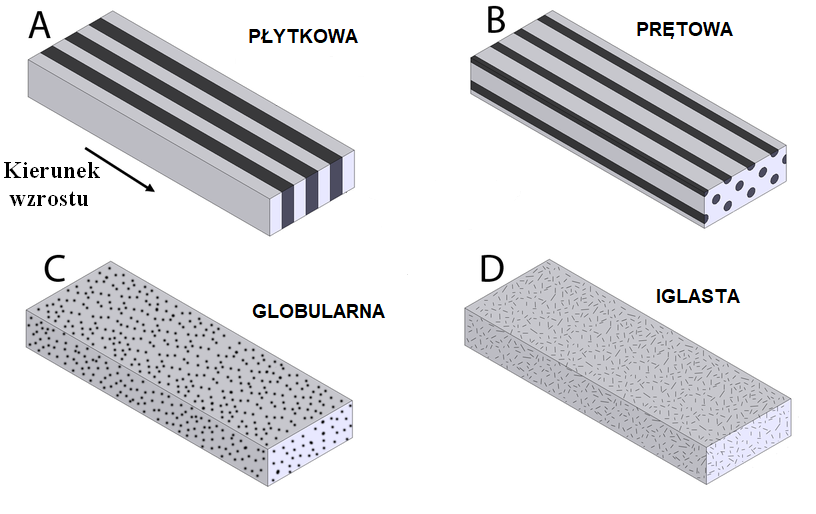 A
PŁYTKOWA
B
PRĘTOWA
Kierunek
wzrostu
C
GLOBULARNA
D
IGLASTA